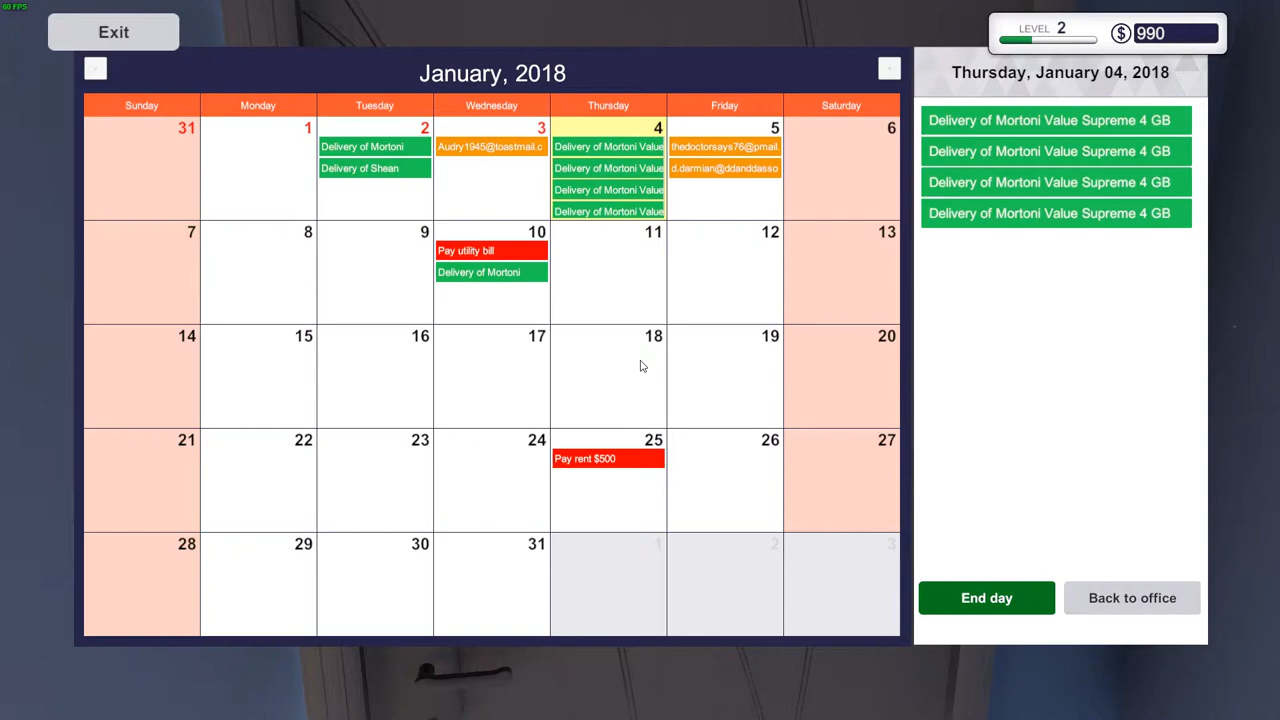 60 FPS
Exit
LEVEL 2
$ 990
January, 2018
Thursday, January 04, 2018
Sunday Monday Tuesday Wednesday Thursday Friday Saturday
31 1 2 3 4 5 6
Delivery of Mortoni
Delivery of Shean
Audry1945@toastmail.c
Delivery of Mortoni Value
Delivery of Mortoni Value
Delivery of Mortoni Value
Delivery of Mortoni Value
thedoctorsays76@pmail.
d.darmian@ddanddasso
7 8 9 10 11 12 13
Pay utility bill
Delivery of Mortoni
14 15 16 17 18 19 20
21 22 23 24 25 26 27
Pay rent $500
28 29 30 31 1 2 3
Delivery of Mortoni Value Supreme 4 GB
Delivery of Mortoni Value Supreme 4 GB
Delivery of Mortoni Value Supreme 4 GB
Delivery of Mortoni Value Supreme 4 GB
End day
Back to office